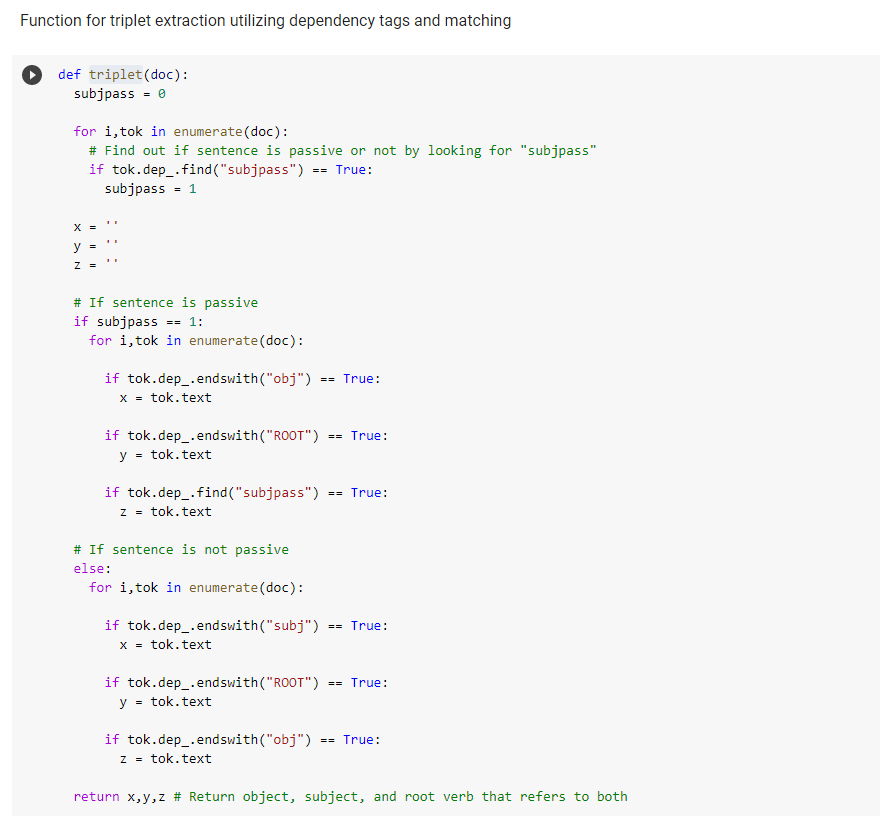 Function for triplet extraction utilizing dependency tags and matching
def triplet(doc):
  subjpass = 0
  for i,tok in enumerate(doc):
    # Find out if sentence is passive or not by looking for "subjpass"
    if tok.dep_.find("subjpass") == True:
      subjpass = 1
  x = ''
  y = ''
  z = ''
  # If sentence is passive
  if subjpass == 1:
    for i,tok in enumerate(doc):
      if tok.dep_.endswith("obj") == True:
        x = tok.text
      if tok.dep_.endswith("ROOT") == True:
        y = tok.text
      if tok.dep_.find("subjpass") == True:
        z = tok.text
  # If sentence is not passive
  else:
    for i,tok in enumerate(doc):
      if tok.dep_.endswith("subj") == True:
        x = tok.text
      if tok.dep_.endswith("ROOT") == True:
        y = tok.text
      if tok.dep_.endswith("obj") == True:
        z = tok.text
  return x,y,z # Return object, subject, and root verb that refers to both